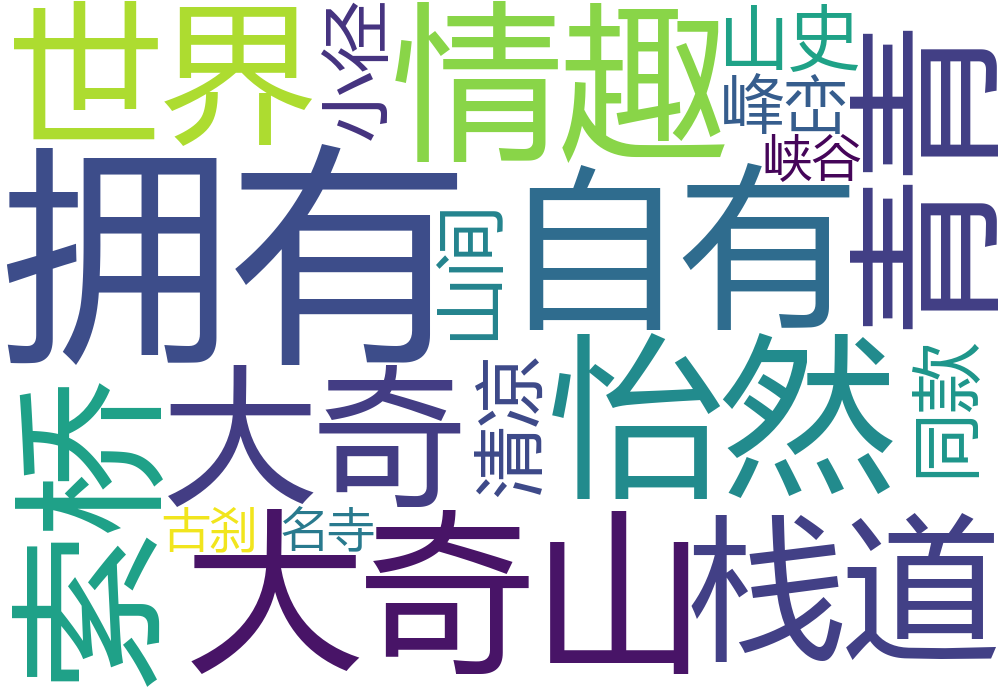 世界
小径
情趣
山史
峰峦
峡谷
青青
拥有
山间
自有
索桥
大奇
清凉
怡然
同款
古刹
名寺
大奇山
栈道